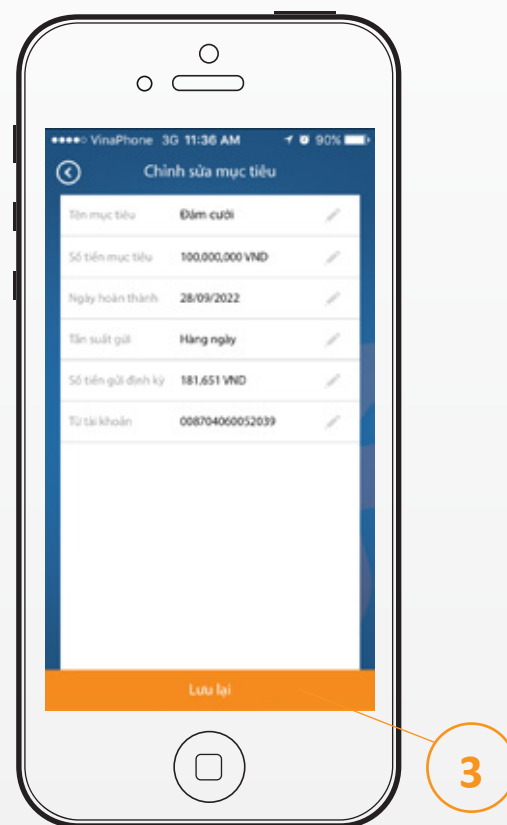 VinaPhone 3G 11:36 AM 90%
Chỉnh sửa mục tiêu
Tên mục tiêu Đám cưới
Số tiền mục tiêu 100,000,000 VND
Ngày hoàn thành 28/09/2022
Tần suất gửi Hàng ngày
Số tiền gửi định kỳ 181,651 VND
Từ tài khoản 008704060052039
Lưu lại
3